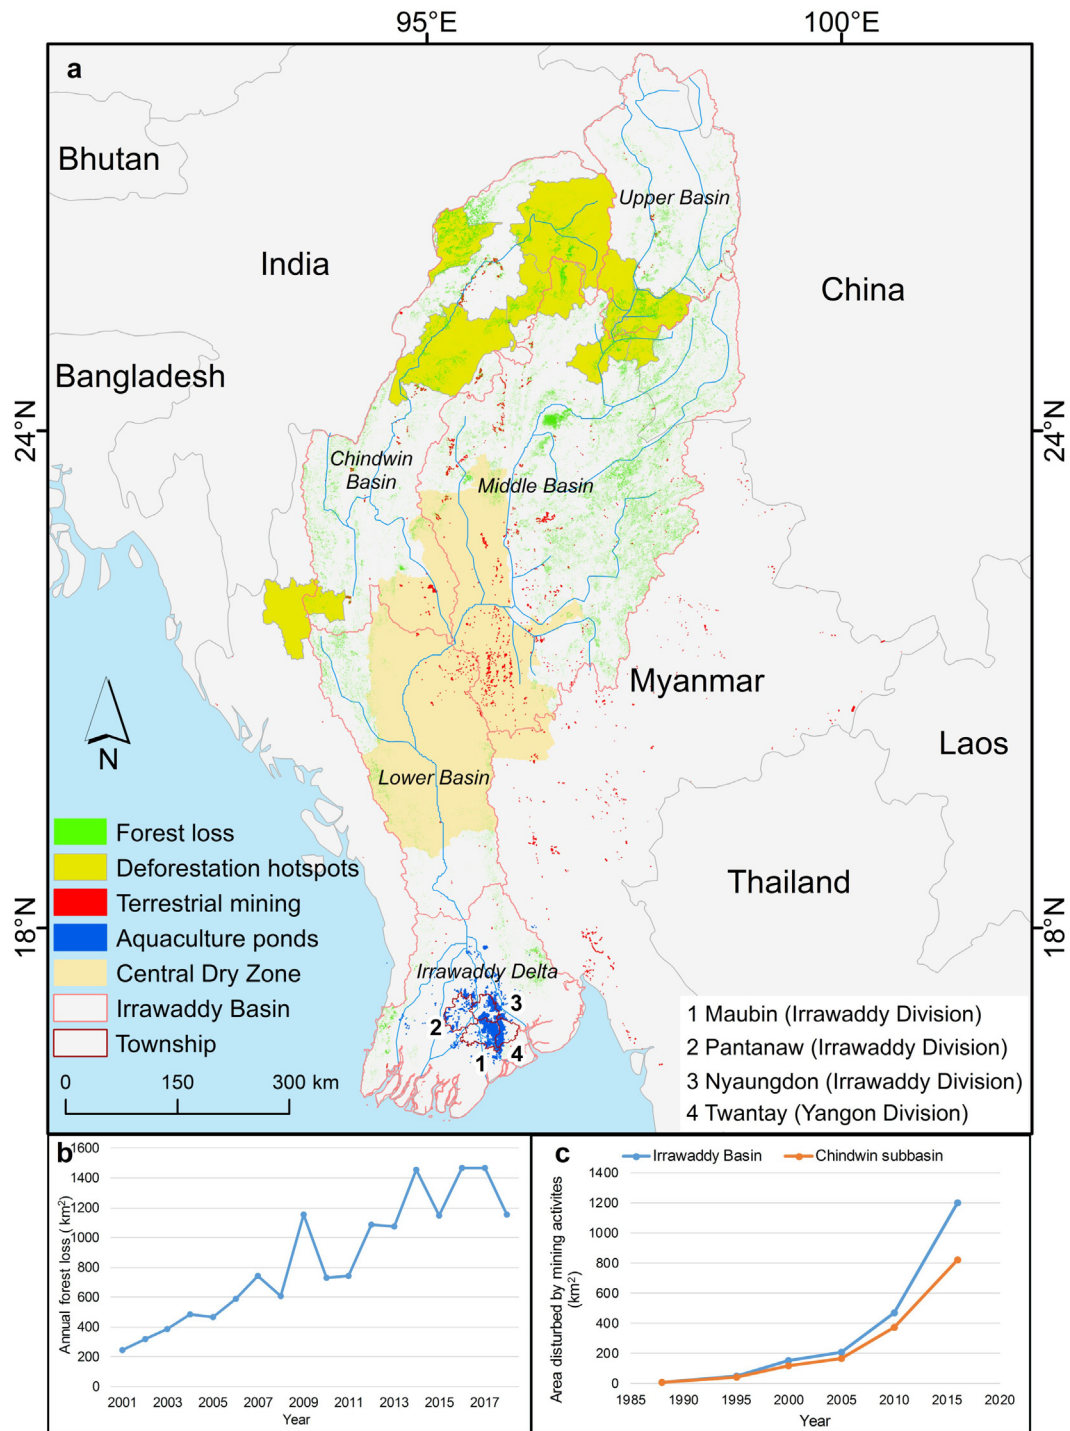 95°E
100°E
a
Bhutan
Upper Basin
India
China
Bangladesh
24°N
24°N
Chindwin
Basin
Middle Basin
Myanmar
N
Laos
Lower Basin
Forest loss
Deforestation hotspots
Terrestrial mining
Aquaculture ponds
Central Dry Zone
Irrawaddy Basin
Township
Thailand
18°N
18°N
Irrawaddy Delta
3
2
4
1
0 150 300 km
1 Maubin (Irrawaddy Division)
2 Pantanaw (Irrawaddy Division)
3 Nyaungdon (Irrawaddy Division)
4 Twantay (Yangon Division)
b
Annual forest loss ( km2)
1600
1400
1200
1000
800
600
400
200
0
2001 2003 2005 2007 2009 2011 2013 2015 2017
Year
c
Irrawaddy Basin
Chindwin subbasin
Area disturbed by mining activites
(km2)
1400
1200
1000
800
600
400
200
0
1985 1990 1995 2000 2005 2010 2015 2020
Year